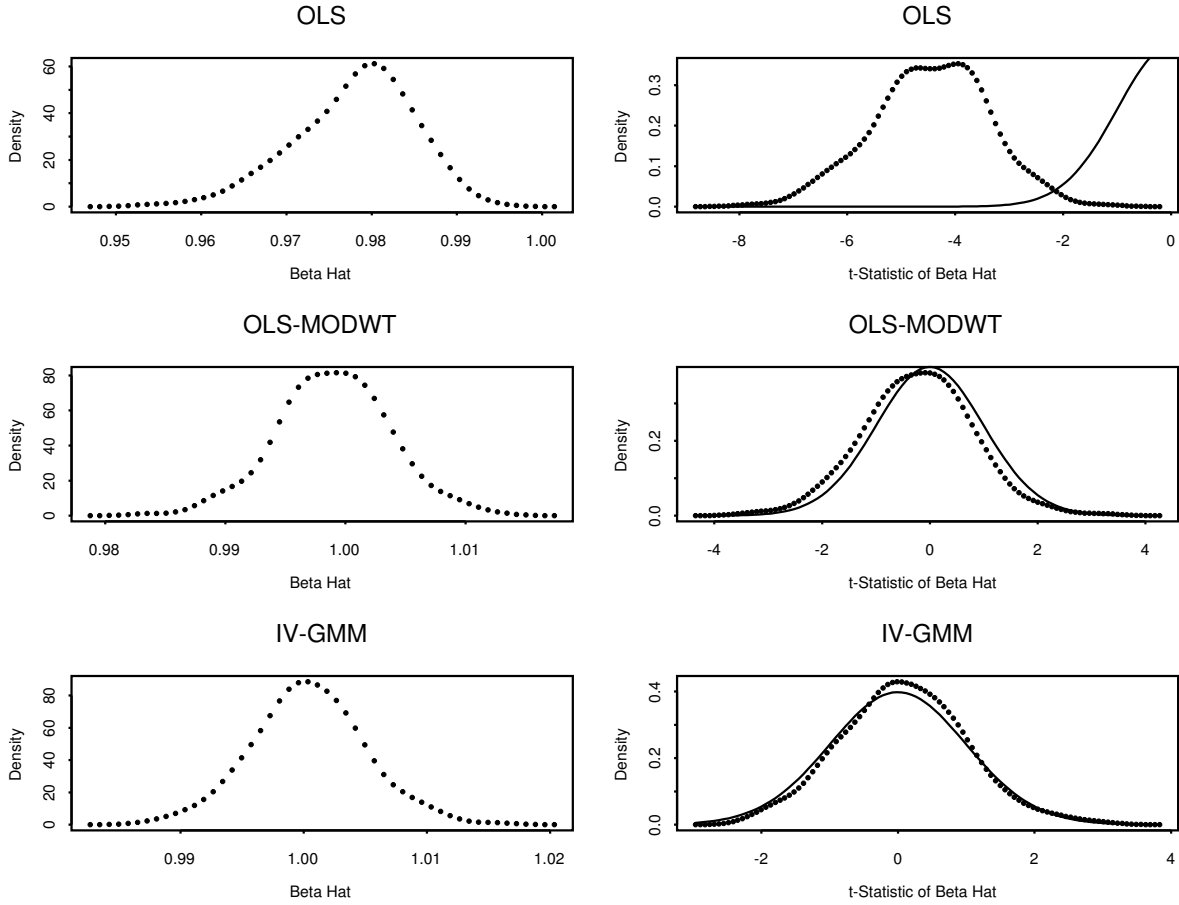 OLS
OLS
Density
0 20 40 60
0.95 0.96 0.97 0.98 0.99 1.00
Beta Hat
Density
0.0 0.1 0.2 0.3
-8 -6 -4 -2 0
t-Statistic of Beta Hat
OLS-MODWT
OLS-MODWT
Density
0 20 40 60 80
0.98 0.99 1.00 1.01
Beta Hat
Density
0.0 0.2
-4 -2 0 2 4
t-Statistic of Beta Hat
IV-GMM
IV-GMM
Density
0 20 40 60 80
0.99 1.00 1.01 1.02
Beta Hat
Density
0.0 0.2 0.4
-2 0 2 4
t-Statistic of Beta Hat